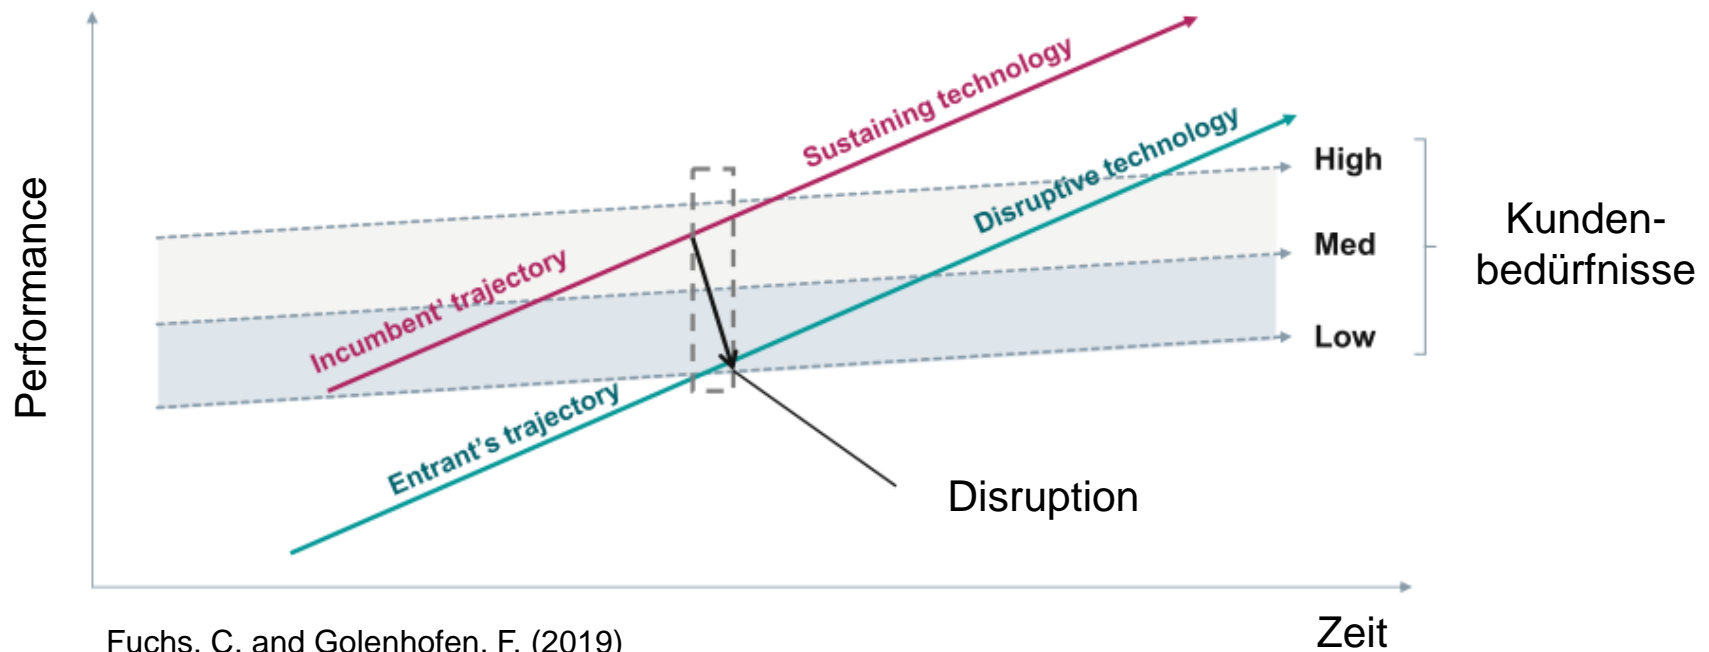 Performance
Incumbent' trajectory
Sustaining technology
Entrant's trajectory
Disruptive technology
High
Med
Low
Kunden-
bedürfnisse
Disruption
Zeit
Fuchs, C. and Golenhofen, F. (2019)